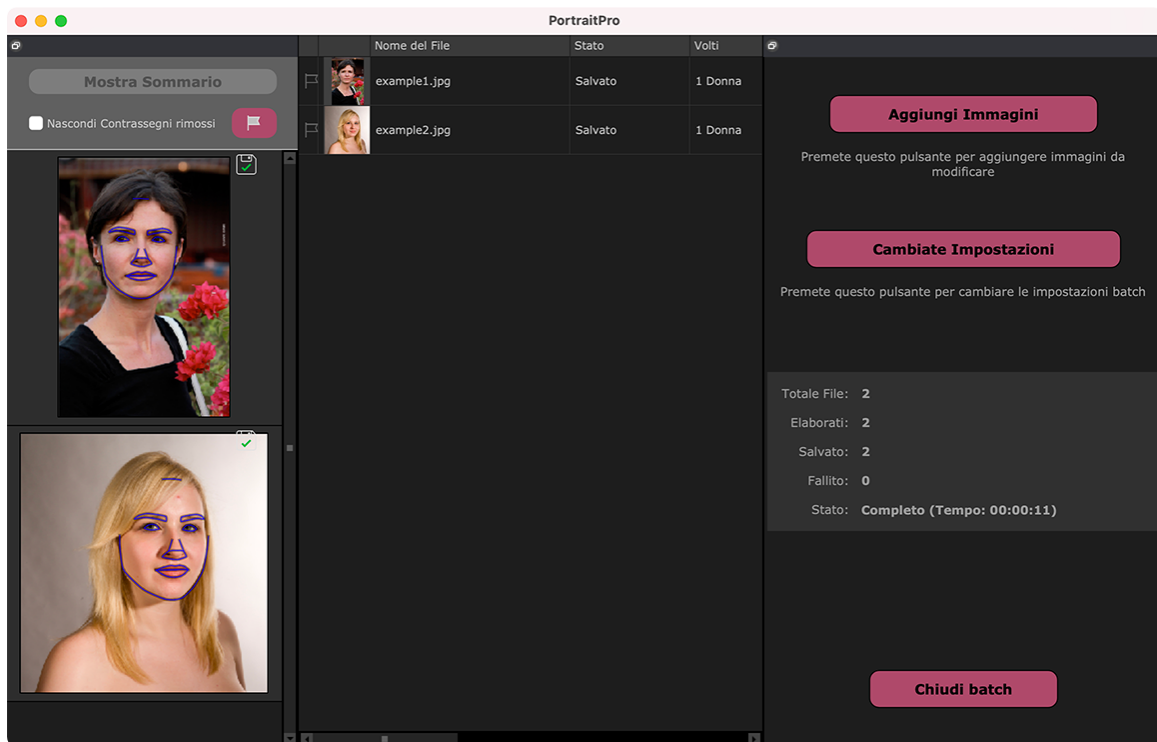 PortraitPro
Mostra Sommario
Nascondi Contrassegni rimossi
Nome del File Stato Volti
example1.jpg Salvato 1 Donna
example2.jpg Salvato 1 Donna
Aggiungi Immagini
Premete questo pulsante per aggiungere immagini da
modificare
Cambiate Impostazioni
Premete questo pulsante per cambiare le impostazioni batch
Totale File: 2
Elaborati: 2
Salvato: 2
Fallito: 0
Stato: Completo (Tempo: 00:00:11)
Chiudi batch